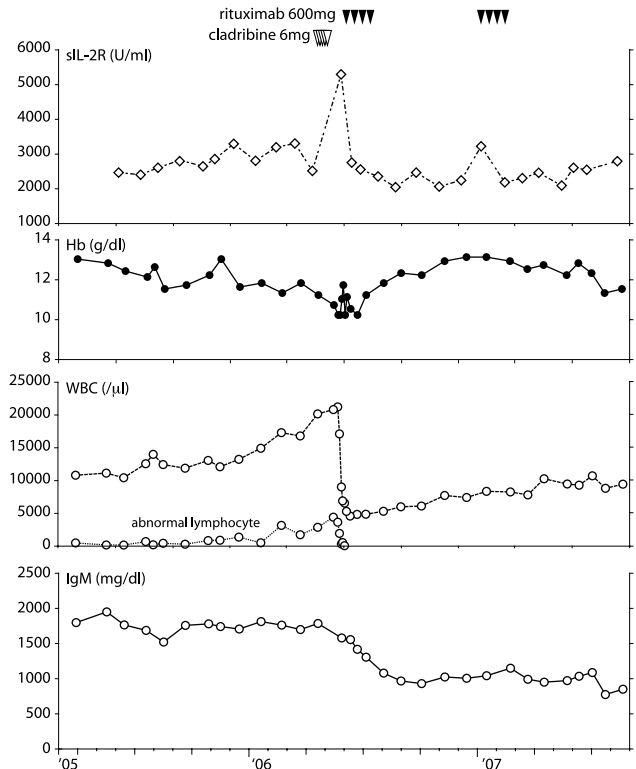 rituximab 600mg
cladribine 6mg
sIL-2R (U/ml)
6000
5000
4000
3000
2000
1000
Hb (g/dl)
14
12
10
8
WBC (/μl)
25000
20000
15000
10000
5000
0
abnormal lymphocyte
IgM (mg/dl)
2500
2000
1500
1000
500
0
'05 '06 '07